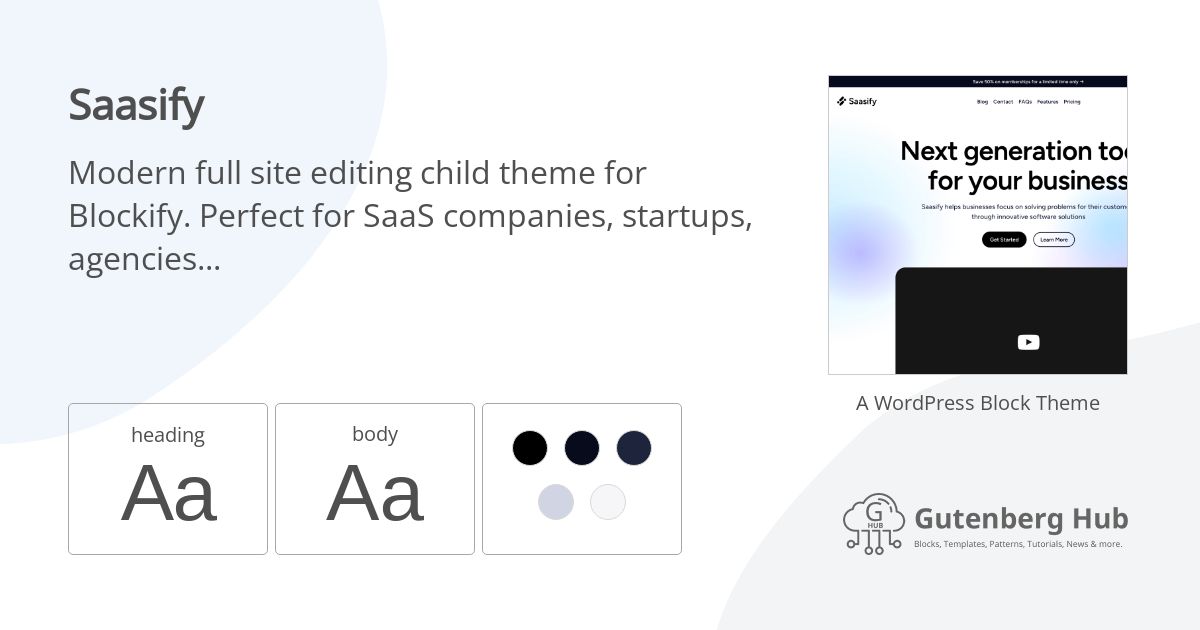 Saasify
Modern full site editing child theme for
Blockify. Perfect for SaaS companies, startups,
agencies...
heading
Aa
body
Aa
Save 50% on memberships for a limited time only →
Saasify
Blog Contact FAQs Features Pricing
Next generation too
for your business
Saasify helps businesses focus on solving problems for their custom
through innovative software solutions
Get Started
Learn More
A WordPress Block Theme
G
HUB
Gutenberg Hub
Blocks, Templates, Patterns, Tutorials, News & more.